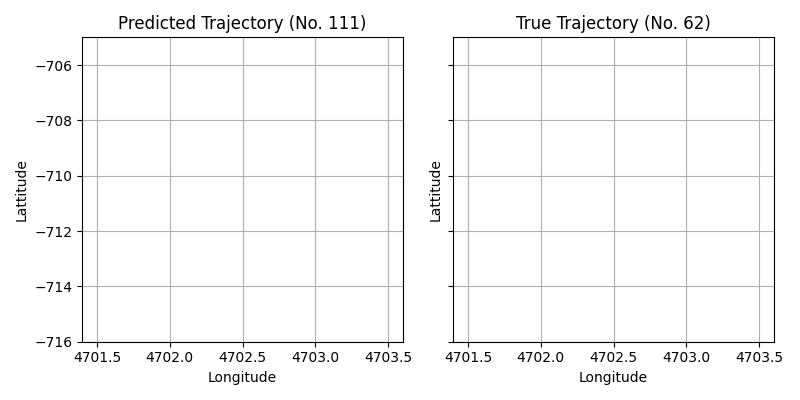 Predicted Trajectory (No. 111)
True Trajectory (No. 62)
−706
−708
−710
−712
−714
−716
Lattitude
Lattitude
4701.5 4702.0 4702.5 4703.0 4703.5
4701.5 4702.0 4702.5 4703.0 4703.5
Longitude
Longitude